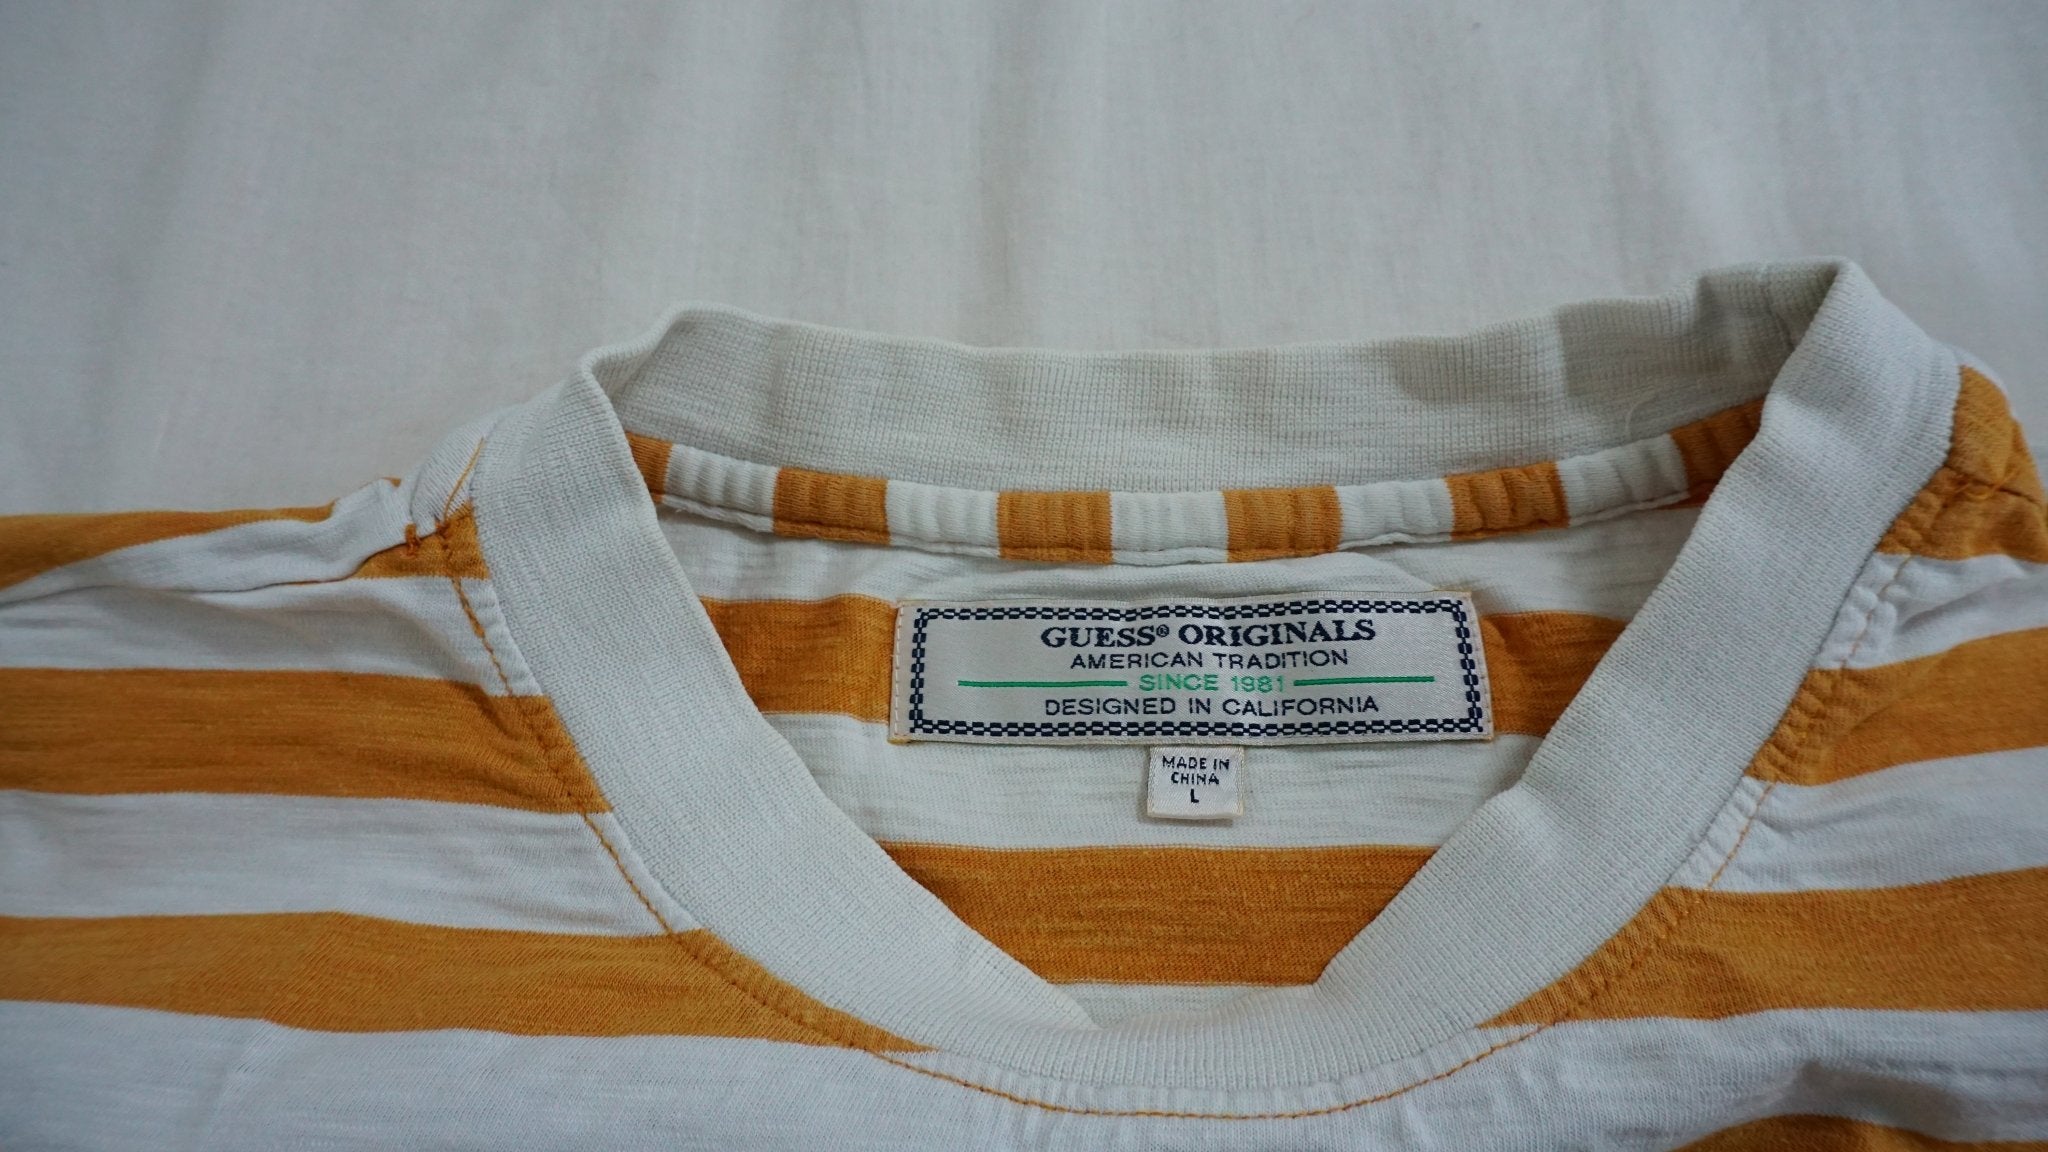 GUESS® ORIGINALS
AMERICAN TRADITION
SINCE 1981
DESIGNED IN CALIFORNIA
MADE IN
CHINA
L